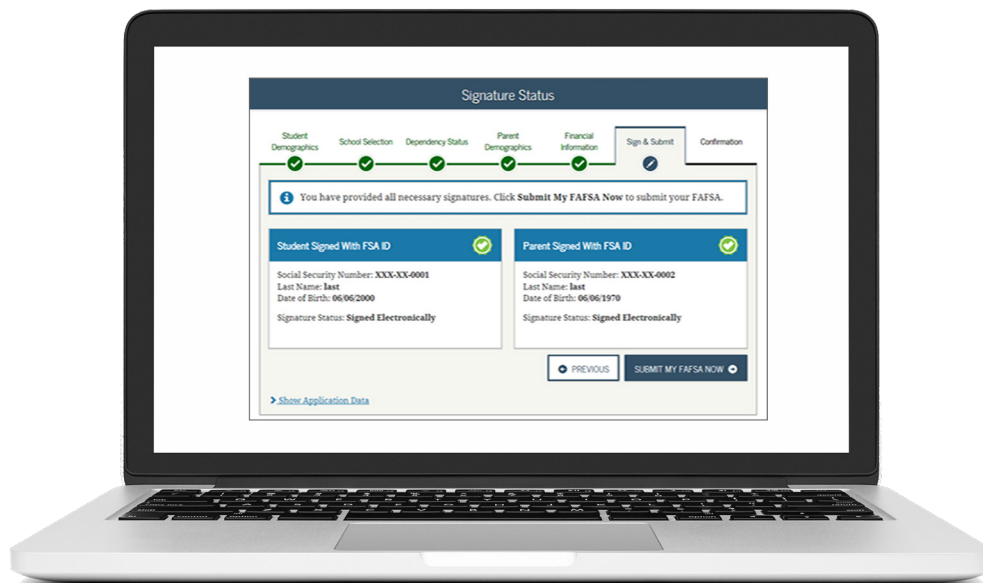 Signature Status
Student
Demographics
School Selection
Dependency Status
Parent
Demographics
Financial
Information
Sign & Submit
Confirmation
You have provided all necessary signatures. Click Submit My FAFSA Now to submit your FAFSA.
Student Signed With FSA ID
Social Security Number: XXX-XX-0001
Last Name: last
Date of Birth: 06/06/2000
Signature Status: Signed Electronically
Parent Signed With FSA ID
Social Security Number: XXX-XX-0002
Last Name: last
Date of Birth: 06/06/1970
Signature Status: Signed Electronically
PREVIOUS
SUBMIT MY FAFSA NOW
Show Application Data